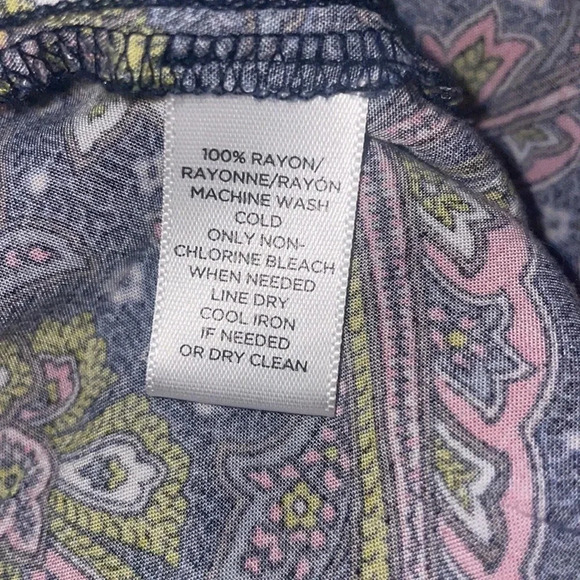 100% RAYON/
RAYONNE/RAYÓN
MACHINE WASH
COLD
ONLY NON-
CHLORINE BLEACH
WHEN NEEDED
LINE DRY
COOL IRON
IF NEEDED
OR DRY CLEAN